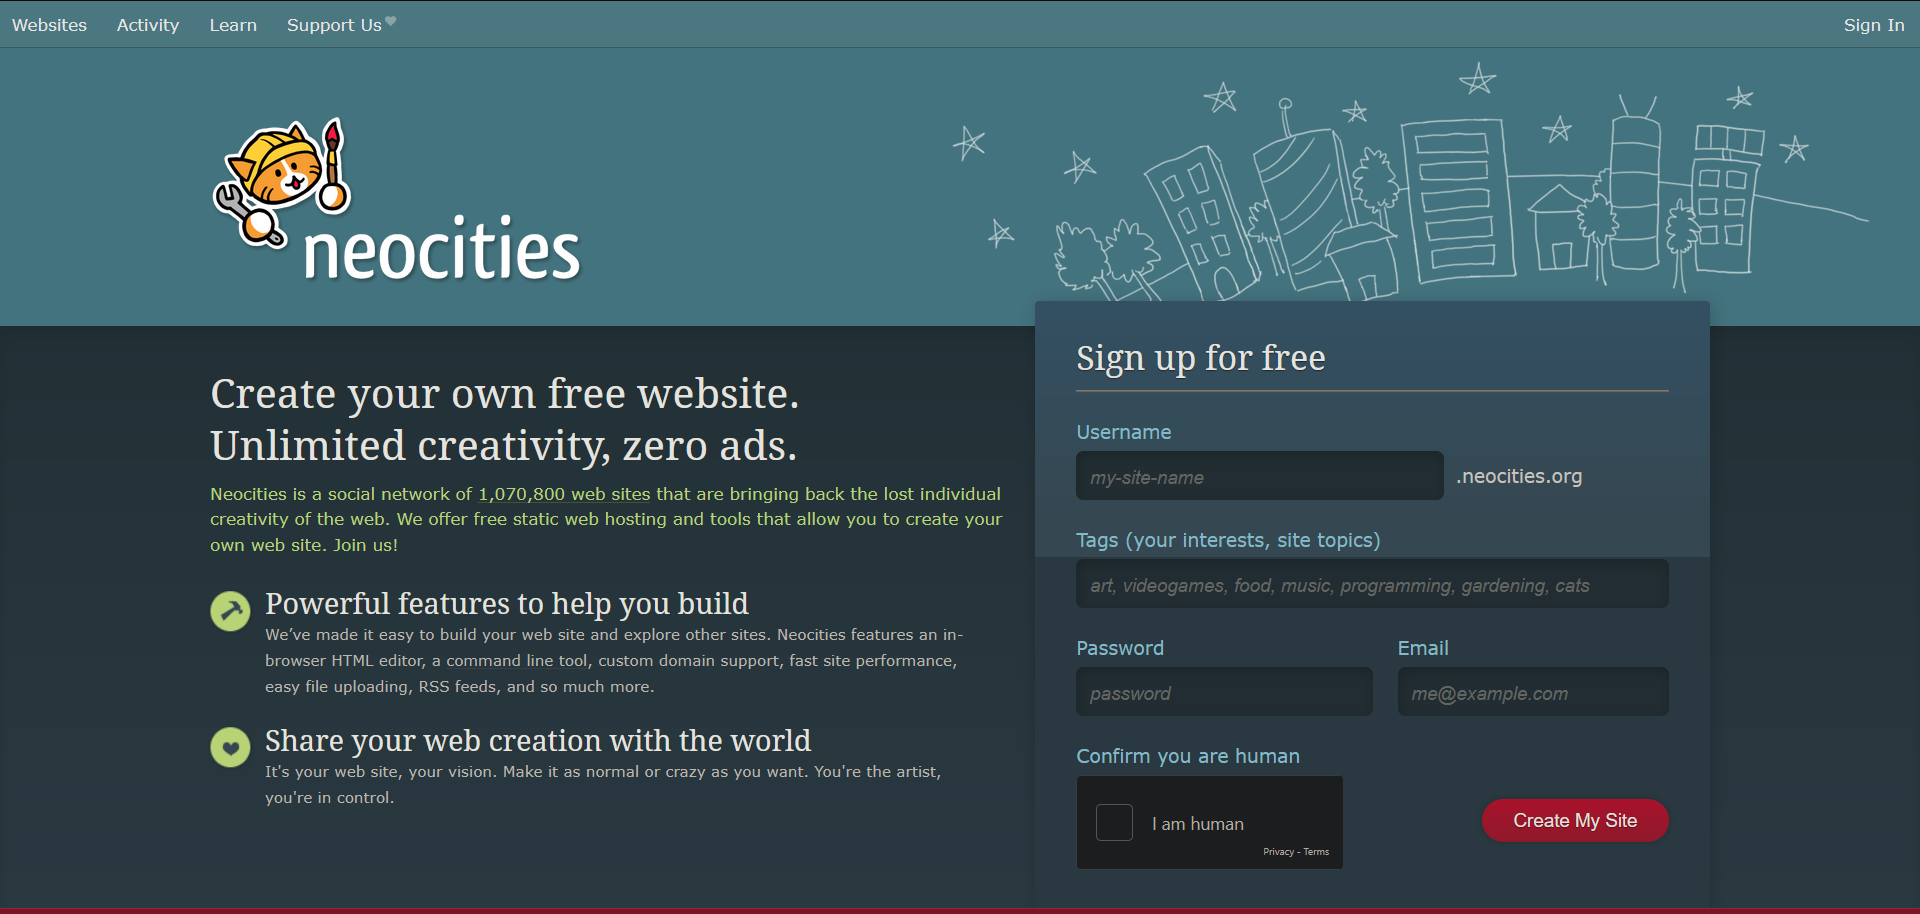 Websites
Activity
Learn
Support Us
Sign In
neocities
Create your own free website.
Unlimited creativity, zero ads.
Neocities is a social network of 1,070,800 web sites that are bringing back the lost individual
creativity of the web. We offer free static web hosting and tools that allow you to create your
own web site. Join us!
Powerful features to help you build
We’ve made it easy to build your web site and explore other sites. Neocities features an in-
browser HTML editor, a command line tool, custom domain support, fast site performance,
easy file uploading, RSS feeds, and so much more.
Share your web creation with the world
It's your web site, your vision. Make it as normal or crazy as you want. You're the artist,
you're in control.
Sign up for free
Username
my-site-name
.neocities.org
Tags (your interests, site topics)
art, videogames, food, music, programming, gardening, cats
Password
Email
password
me@example.com
Confirm you are human
I am human
Privacy - Terms
Create My Site